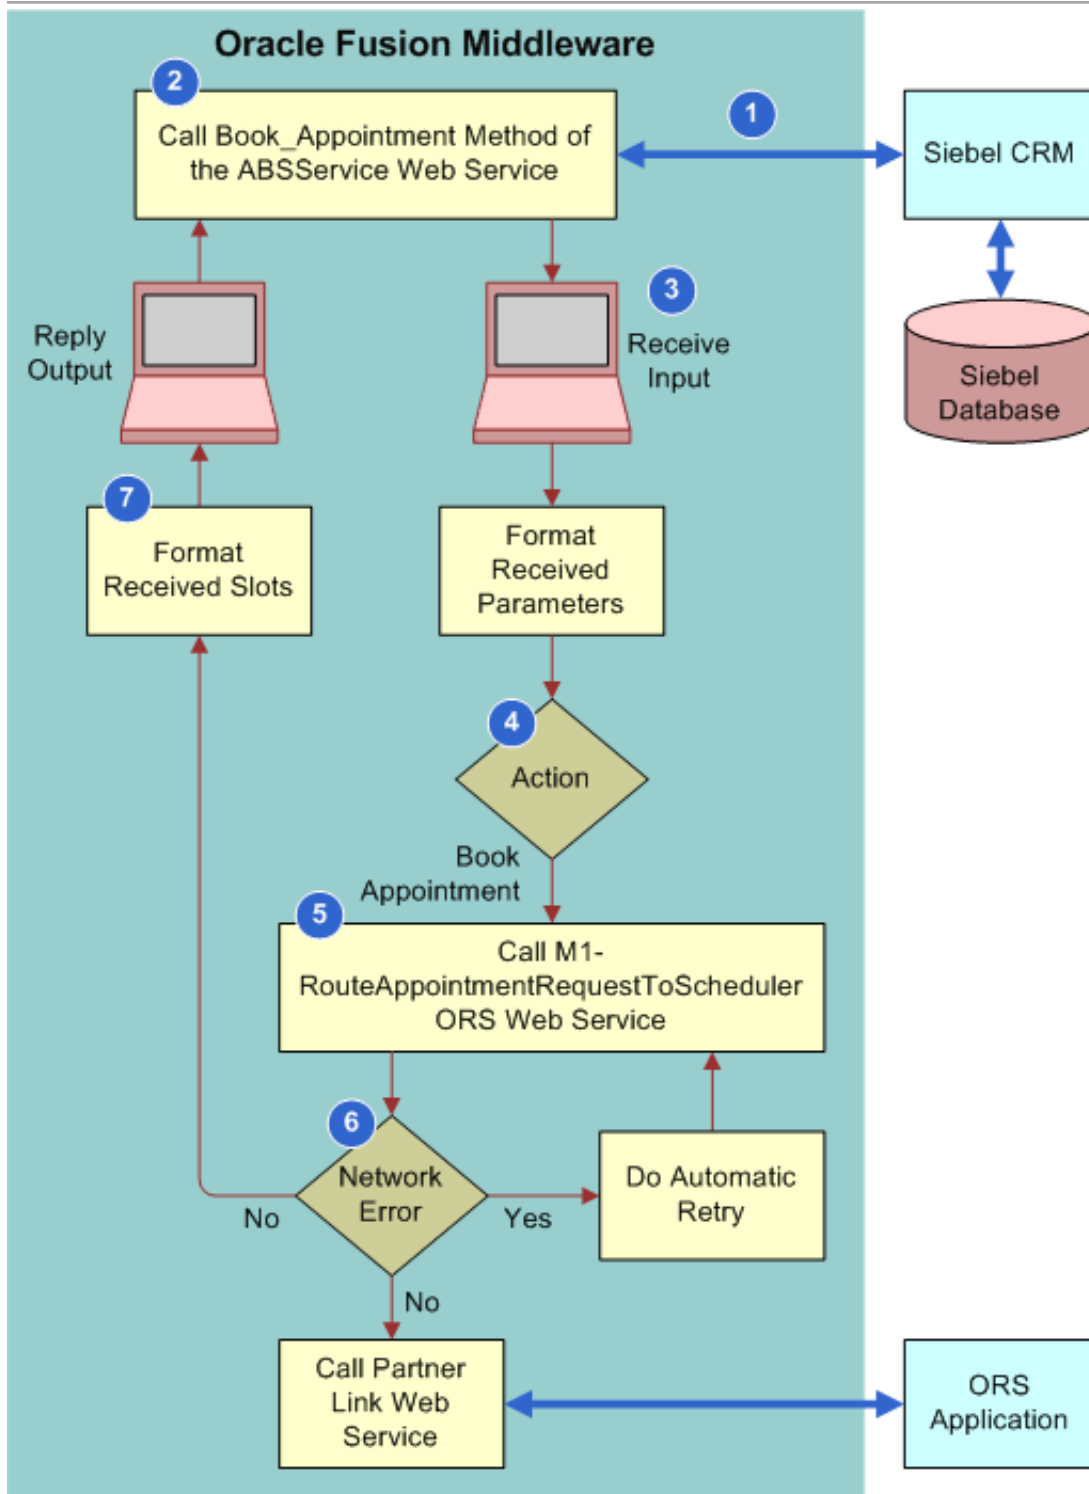 Oracle Fusion Middleware
2
1
Call Book_Appointment Method of
the ABSService Web Service
Siebel CRM
3
Reply
Output
Receive
Input
Siebel
Database
7
Format
Received Slots
Format
Received
Parameters
4
Action
Book
Appointment
5
Call M1-
RouteAppointmentRequestToScheduler
ORS Web Service
6
Network
Error
No
Yes
Do Automatic
Retry
No
Call Partner
Link Web
Service
ORS
Application